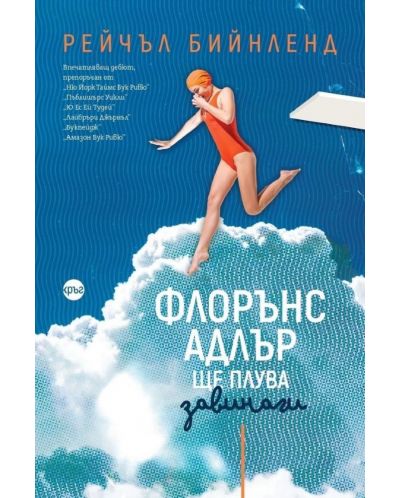 РЕЙЧЪЛ БИЙНЛЕНД
Впечатляващ дебют,
препоръчан от
„Ню Йорк Таймс Бук Ривю"
„Пъблишърс Уикли"
„Ю Ес Ей Тудей"
„Лайбръри Джърнъл"
„Букпейдж"
„Амазон Бук Ривю"
кръг
ФЛОРЪНС
АДЛЪР
ЩЕ ПЛУВА
завинаги